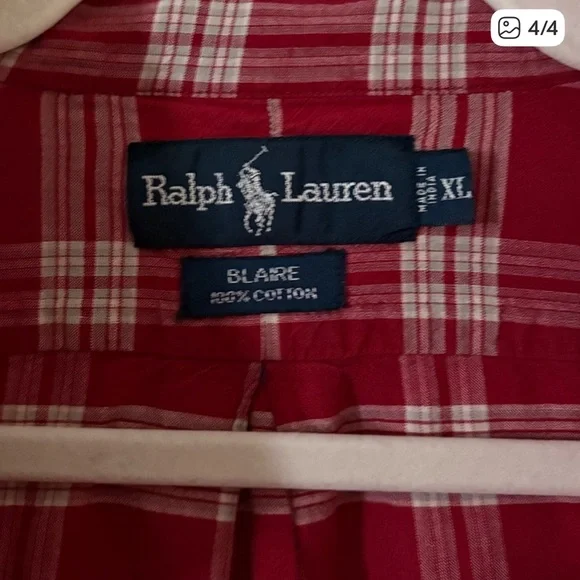 4/4
Ralph Lauren
MADE IN
INDIA
XL
BLAIRE
100% COTTON